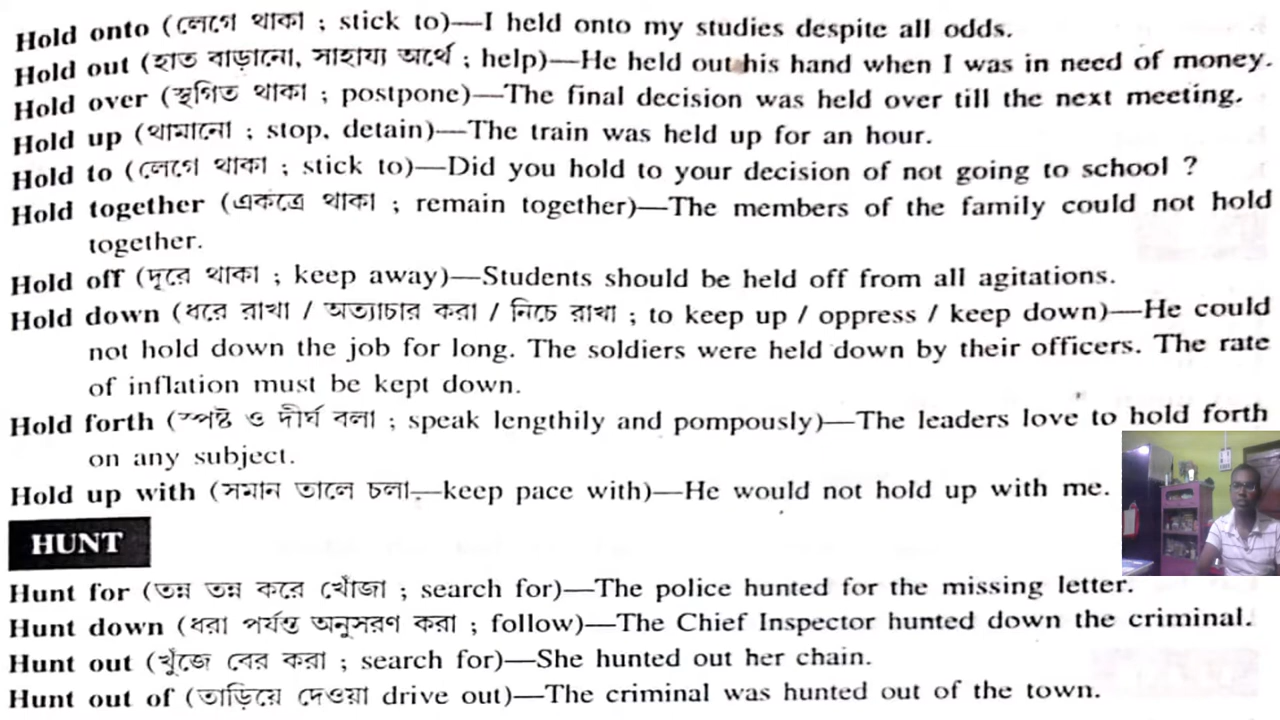 Hold onto (লেগে থাকা ; stick to)—I held onto my studies despite all odds.
Hold out (হাত বাড়ানো, সাহায্য অর্থে ; help)—He held out his hand when I was in need of money.
Hold over (স্থগিত থাকা ; postpone)—The final decision was held over till the next meeting.
Hold up (থামানো ; stop, detain)—The train was held up for an hour.
Hold to (লেগে থাকা ; stick to)—Did you hold to your decision of not going to school ?
Hold together (একত্রে থাকা ; remain together)—The members of the family could not hold
together.
Hold off (দূরে থাকা ; keep away)—Students should be held off from all agitations.
Hold down (ধরে রাখা / অত্যাচার করা / নিচে রাখা ; to keep up / oppress / keep down)—He could
not hold down the job for long. The soldiers were held down by their officers. The rate
of inflation must be kept down.
Hold forth (স্পষ্ট ও দীর্ঘ বলা ; speak lengthily and pompously)—The leaders love to hold forth
on any subject.
Hold up with (সমান তালে চলা—keep pace with)—He would not hold up with me.
HUNT
Hunt for (তন্ন তন্ন করে খোঁজা ; search for)—The police hunted for the missing letter.
Hunt down (ধরা পর্যন্ত অনুসরণ করা ; follow)—The Chief Inspector hunted down the criminal.
Hunt out (খুঁজে বের করা ; search for)—She hunted out her chain.
Hunt out of (তাড়িয়ে দেওয়া drive out)—The criminal was hunted out of the town.